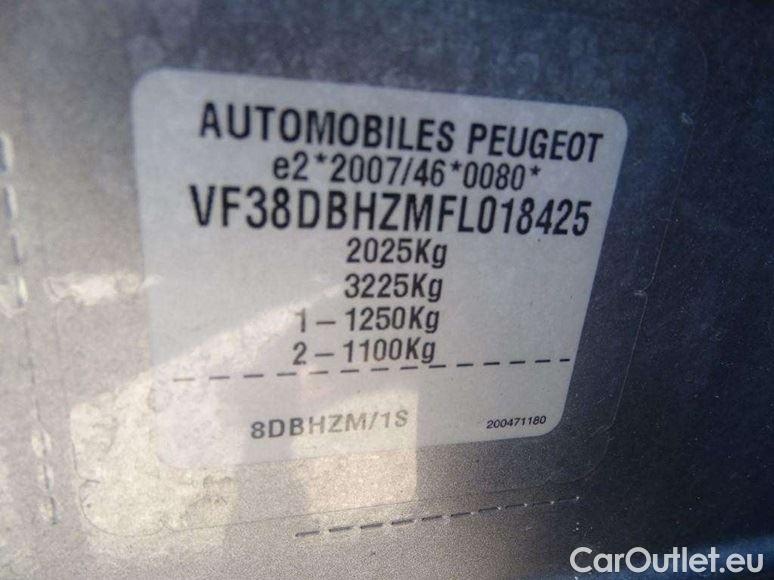 AUTOMOBILES PEUGEOT
e2*2007/46*0080*
VF38DBHZMFL018425
2025Kg
3225Kg
1-1250Kg
2-1100Kg
8DBHZM/1S 200471180
CarOutlet.eu